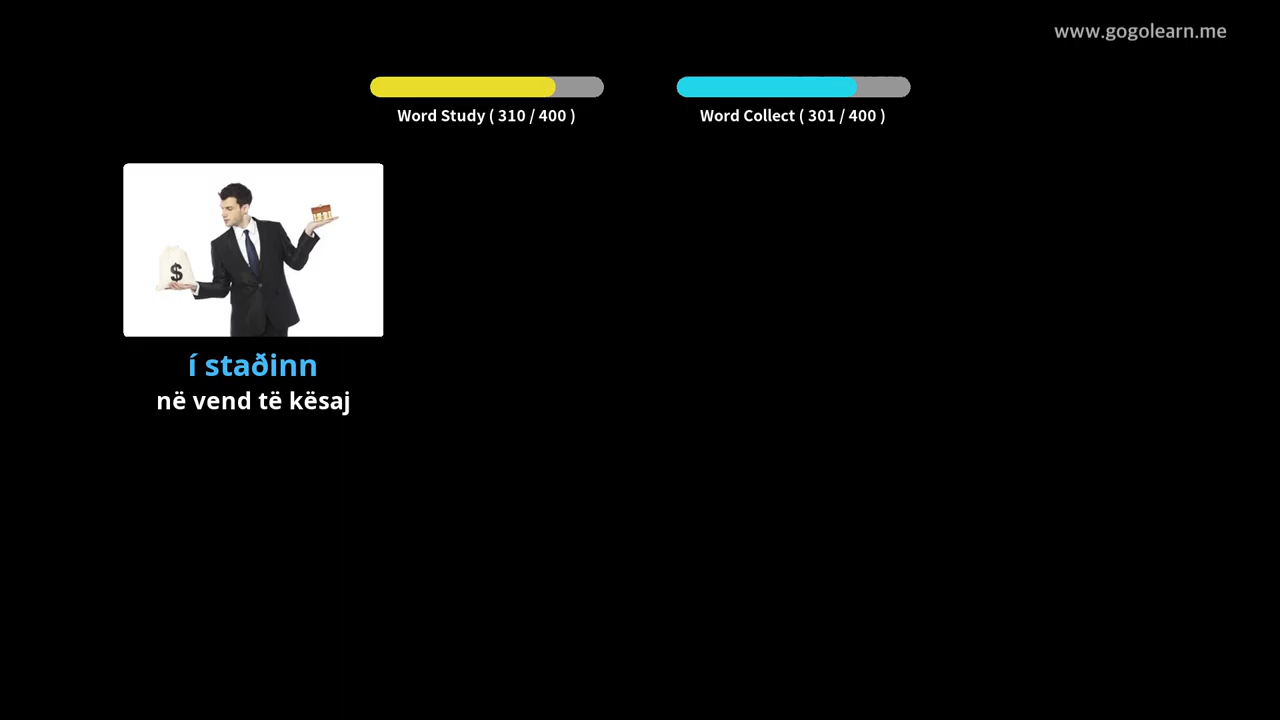 www.gogolearn.me
Word Study ( 310 / 400 )
Word Collect ( 301 / 400 )
$
í staðinn
në vend të kësaj